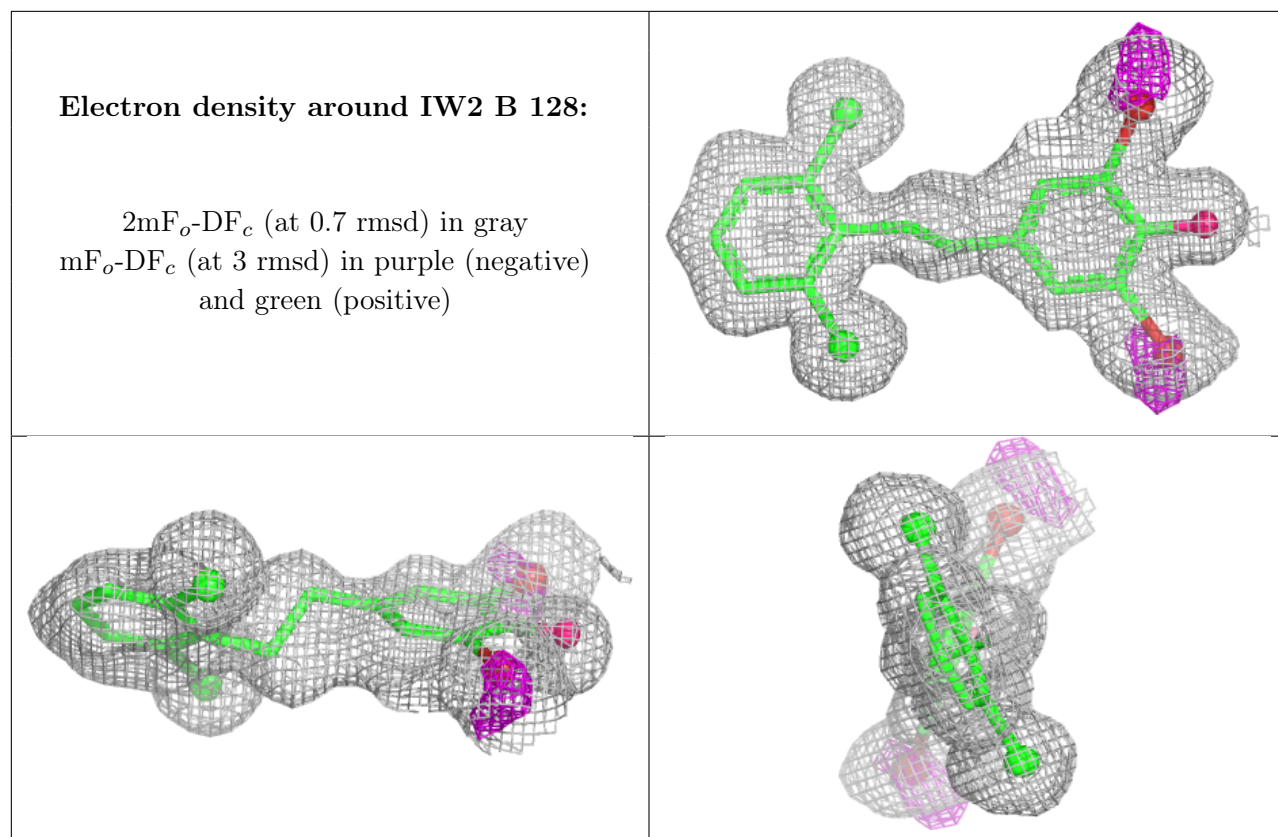 Electron density around IW2 B 128:
2mFo-DFc (at 0.7 rmsd) in gray
mFo-DFc (at 3 rmsd) in purple (negative)
and green (positive)